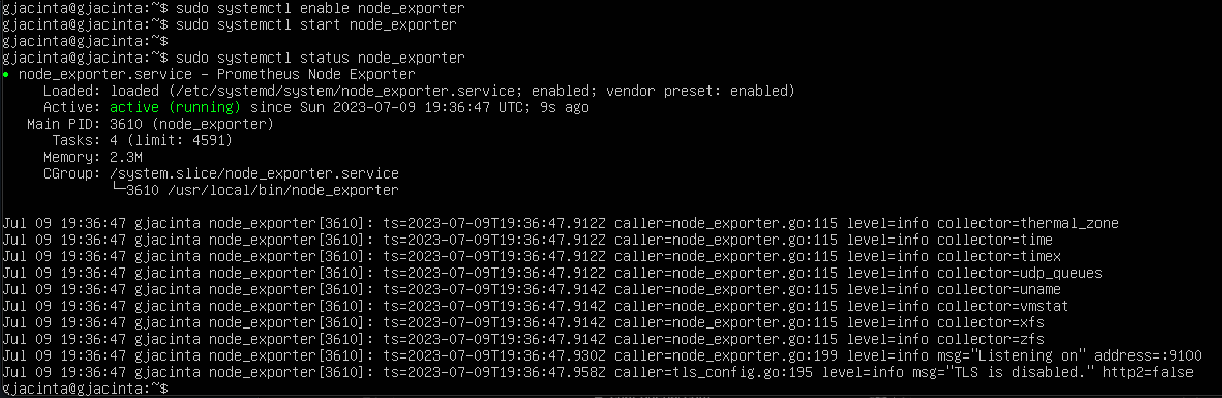 gjacinta@gjacinta:~$ sudo systemctl enable node_exporter
gjacinta@gjacinta:~$ sudo systemctl start node_exporter
gjacinta@gjacinta:~$
gjacinta@gjacinta:~$ sudo systemctl status node_exporter
● node_exporter.service - Prometheus Node Exporter
Loaded: loaded (/etc/systemd/system/node_exporter.service; enabled; vendor preset: enabled)
Active: active (running) since Sun 2023-07-09 19:36:47 UTC; 9s ago
Main PID: 3610 (node_exporter)
Tasks: 4 (limit: 4591)
Memory: 2.3M
CGroup: /system.slice/node_exporter.service
└─3610 /usr/local/bin/node_exporter
Jul 09 19:36:47 gjacinta node_exporter[3610]: ts=2023-07-09T19:36:47.912Z caller=node_exporter.go:115 level=info collector=thermal_zone
Jul 09 19:36:47 gjacinta node_exporter[3610]: ts=2023-07-09T19:36:47.912Z caller=node_exporter.go:115 level=info collector=time
Jul 09 19:36:47 gjacinta node_exporter[3610]: ts=2023-07-09T19:36:47.912Z caller=node_exporter.go:115 level=info collector=timex
Jul 09 19:36:47 gjacinta node_exporter[3610]: ts=2023-07-09T19:36:47.912Z caller=node_exporter.go:115 level=info collector=udp_queues
Jul 09 19:36:47 gjacinta node_exporter[3610]: ts=2023-07-09T19:36:47.914Z caller=node_exporter.go:115 level=info collector=uname
Jul 09 19:36:47 gjacinta node_exporter[3610]: ts=2023-07-09T19:36:47.914Z caller=node_exporter.go:115 level=info collector=vmstat
Jul 09 19:36:47 gjacinta node_exporter[3610]: ts=2023-07-09T19:36:47.914Z caller=node_exporter.go:115 level=info collector=xfs
Jul 09 19:36:47 gjacinta node_exporter[3610]: ts=2023-07-09T19:36:47.914Z caller=node_exporter.go:115 level=info collector=zfs
Jul 09 19:36:47 gjacinta node_exporter[3610]: ts=2023-07-09T19:36:47.930Z caller=node_exporter.go:199 level=info msg="Listening on" address=:9100
Jul 09 19:36:47 gjacinta node_exporter[3610]: ts=2023-07-09T19:36:47.958Z caller=tls_config.go:195 level=info msg="TLS is disabled." http2=false
gjacinta@gjacinta:~$